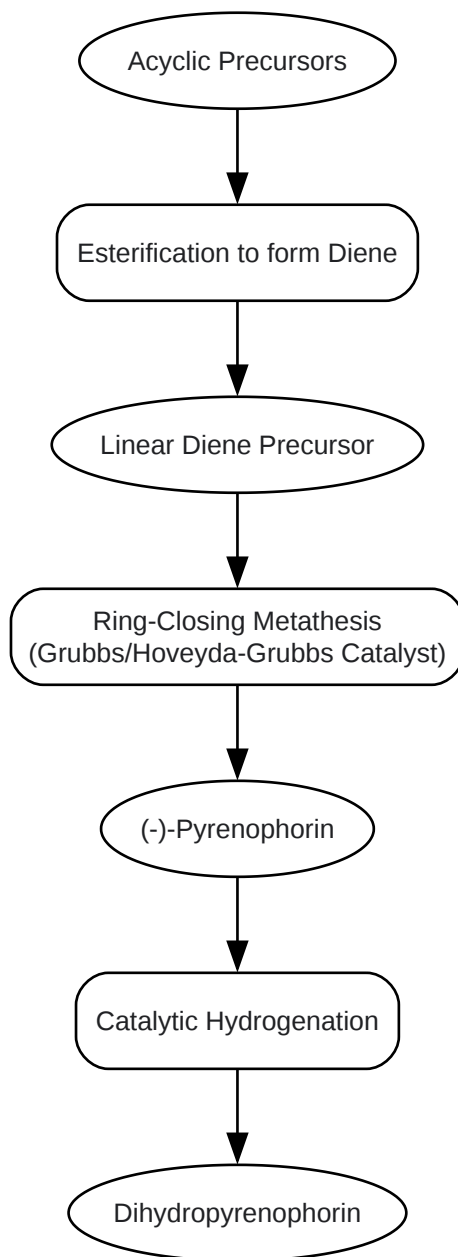 Acyclic Precursors
Esterification to form Diene
Linear Diene Precursor
Ring-Closing Metathesis
(Grubbs/Hoveyda-Grubbs Catalyst)
(-)-Pyrenophorin
Catalytic Hydrogenation
Dihydropyrenophorin